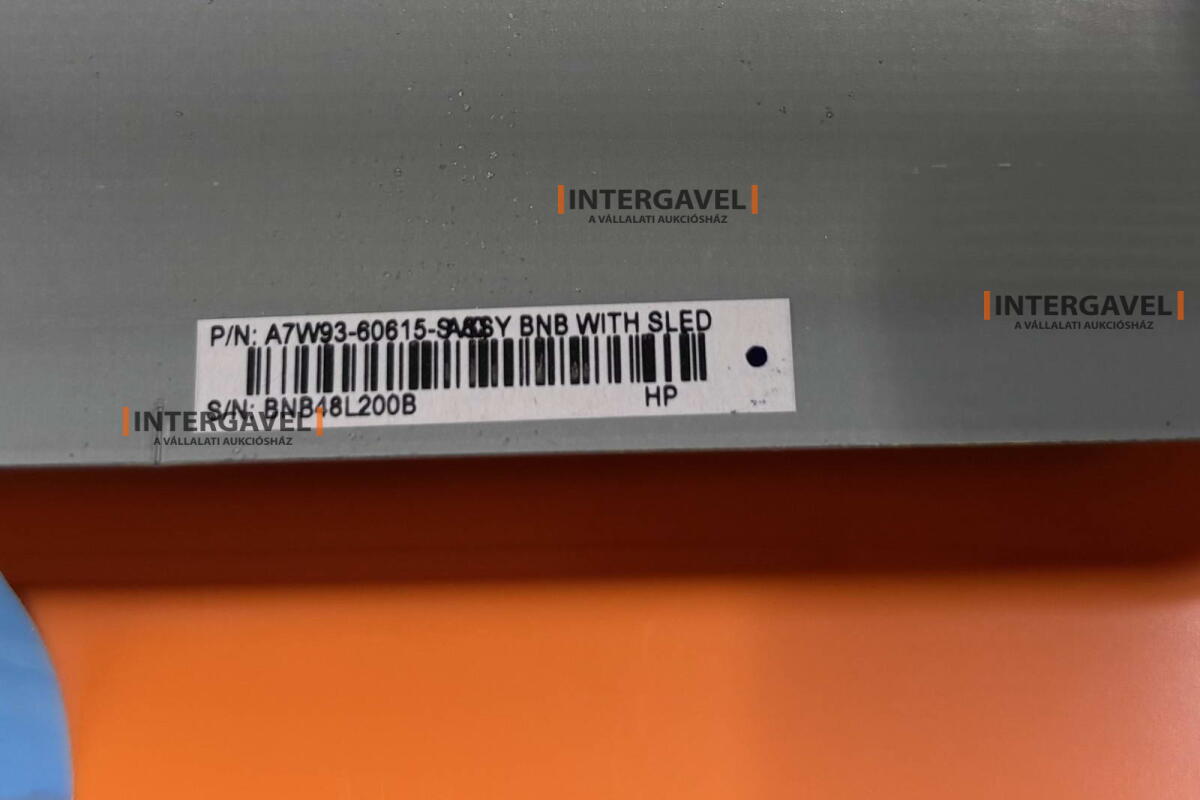 INTERGAVEL
A VÁLLALATI AUKCIÓSHÁZ
INTERGAVEL
A VÁLLALATI AUKCIÓSHÁZ
P/N: A7W93-60615- BNB WITH SLED
S/N: BNB48L200B
HP
INTERGAVEL
A VÁLLALATI AUKCIÓSHÁZ